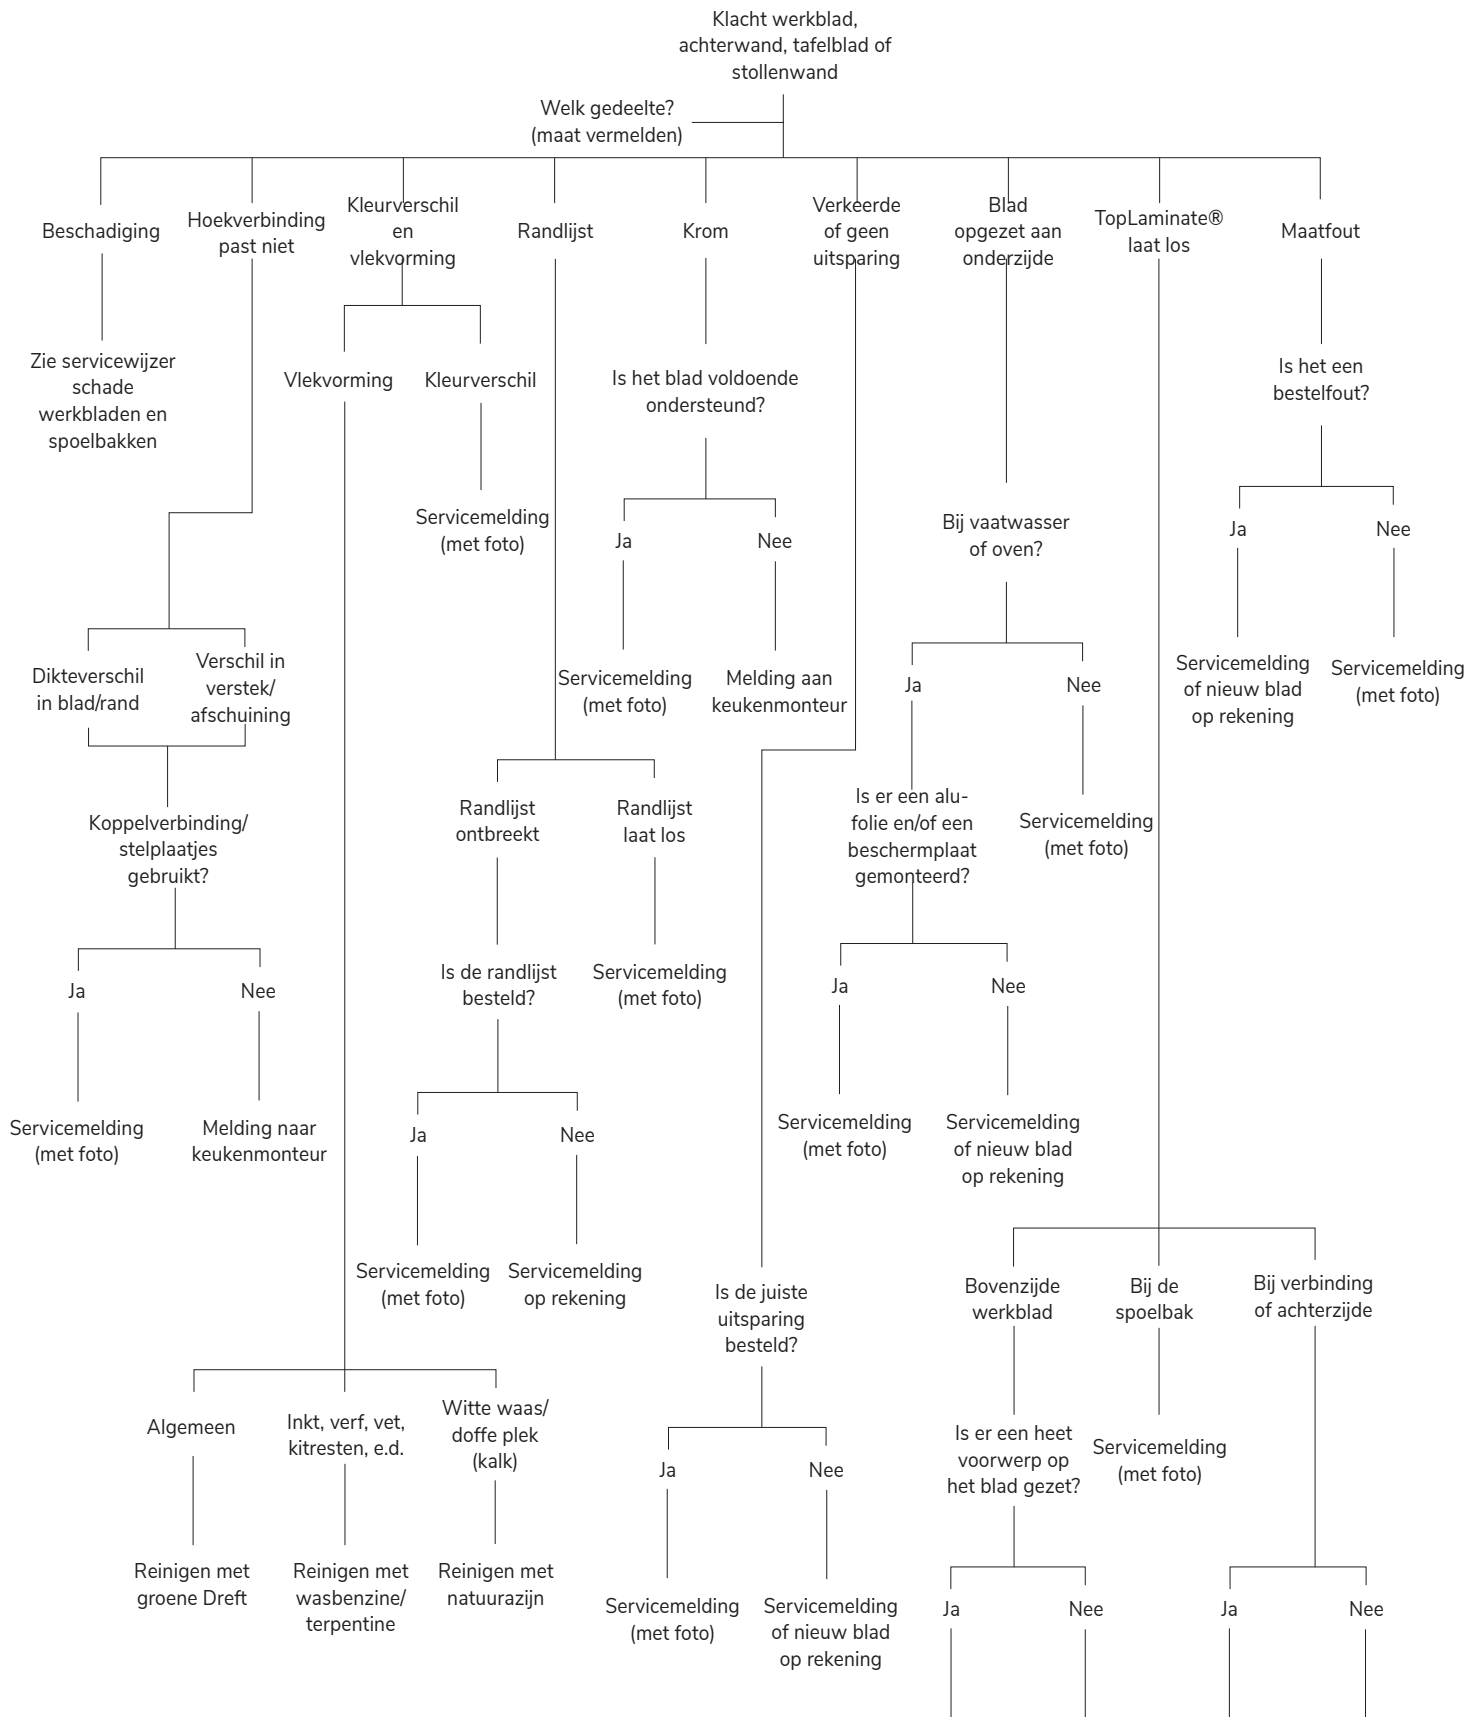 Klacht werkblad,
achterwand, tafelblad of
stollenwand
Welk gedeelte?
(maat vermelden)
Beschadiging
Hoekverbinding
past niet
Kleurverschil
en
vlekvorming
Randlijst
Krom
Verkeerde
of geen
uitsparing
Blad
opgezet aan
onderzijde
TopLaminate®
laat los
Maatfout
Zie servicewijzer
schade
werkbladen en
spoelbakken
Vlekvorming
Kleurverschil
Is het blad voldoende
ondersteund?
Is het een
bestelfout?
Servicemelding
(met foto)
Ja
Nee
Bij vaatwasser
of oven?
Ja
Nee
Dikteverschil
in blad/rand
Verschil in
verstek/
afschuining
Servicemelding
(met foto)
Melding aan
keukenmonteur
Ja
Nee
Servicemelding
of nieuw blad
op rekening
Servicemelding
(met foto)
Koppelverbinding/
stelplaatjes
gebruikt?
Randlijst
ontbreekt
Randlijst
laat los
Is er een alu-
folie en/of een
beschermplaat
gemonteerd?
Servicemelding
(met foto)
Ja
Nee
Is de randlijst
besteld?
Servicemelding
(met foto)
Ja
Nee
Servicemelding
(met foto)
Melding naar
keukenmonteur
Ja
Nee
Servicemelding
(met foto)
Servicemelding
of nieuw blad
op rekening
Servicemelding
(met foto)
Servicemelding
op rekening
Is de juiste
uitsparing
besteld?
Bovenzijde
werkblad
Bij de
spoelbak
Bij verbinding
of achterzijde
Algemeen
Inkt, verf, vet,
kitresten, e.d.
Witte waas/
doffe plek
(kalk)
Ja
Nee
Is er een heet
voorwerp op
het blad gezet?
Servicemelding
(met foto)
Reinigen met
groene Dreft
Reinigen met
wasbenzine/
terpentine
Reinigen met
natuurazijn
Servicemelding
(met foto)
Servicemelding
of nieuw blad
op rekening
Ja
Nee
Ja
Nee